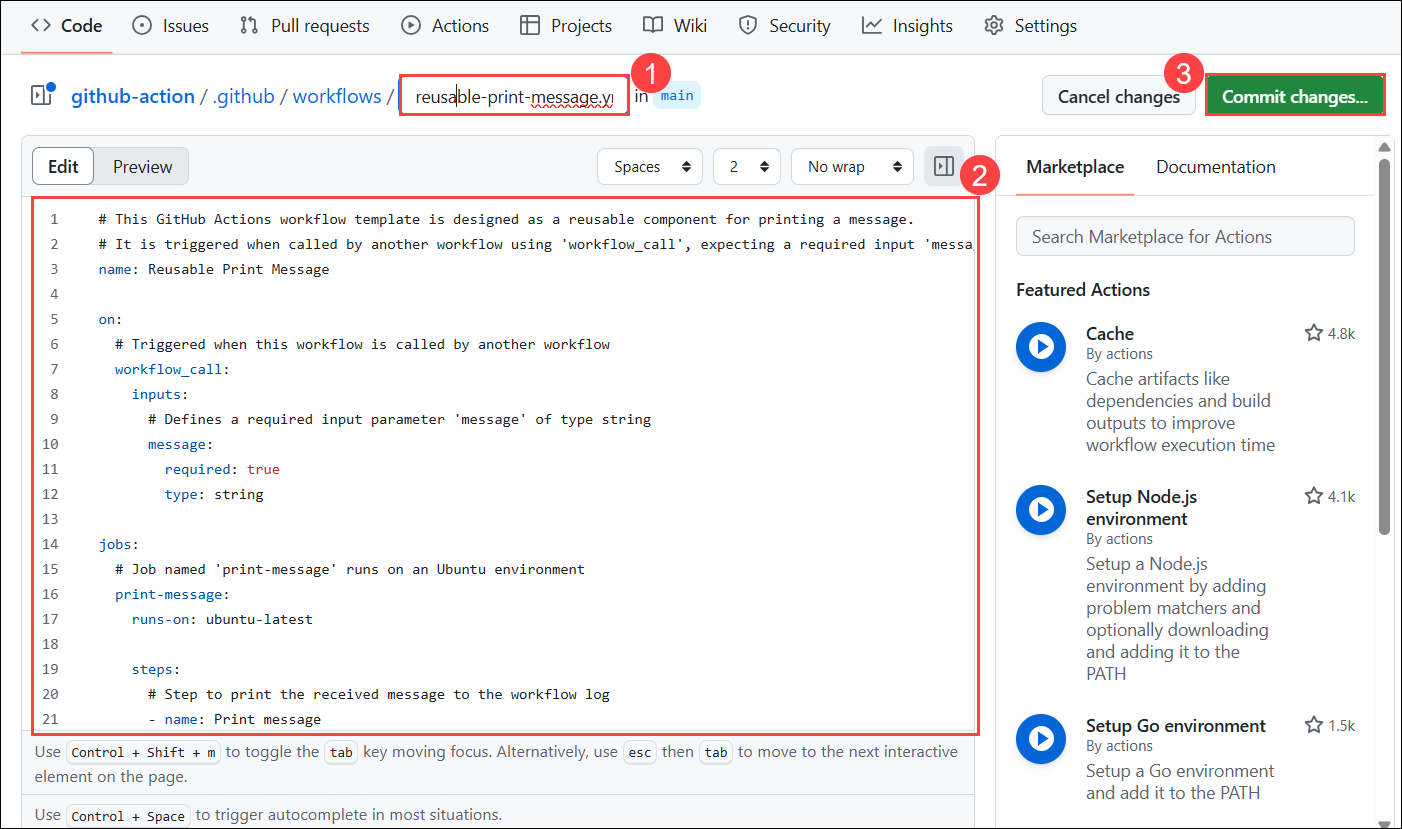 Code Issues Pull requests Actions Projects Wiki Security Insights Settings
1
3
github-action / .github / workflows / reusable-print-message.y in main Cancel changes Commit changes...
Edit Preview Spaces 2 No wrap
2
Marketplace Documentation
1 # This GitHub Actions workflow template is designed as a reusable component for printing a message.
2 # It is triggered when called by another workflow using 'workflow_call', expecting a required input 'messa
3 name: Reusable Print Message
4
5 on:
6 # Triggered when this workflow is called by another workflow
7 workflow_call:
8 inputs:
9 # Defines a required input parameter 'message' of type string
10 message:
11 required: true
12 type: string
13
14 jobs:
15 # Job named 'print-message' runs on an Ubuntu environment
16 print-message:
17 runs-on: ubuntu-latest
18
19 steps:
20 # Step to print the received message to the workflow log
21 - name: Print message
Use Control + Shift + m to toggle the tab key moving focus. Alternatively, use esc then tab to move to the next interactive
element on the page.
Use Control + Space to trigger autocomplete in most situations.
Search Marketplace for Actions
Featured Actions
Cache 4.8k
By actions
Cache artifacts like
dependencies and build
outputs to improve
workflow execution time
Setup Node.js 4.1k
environment
By actions
Setup a Node.js
environment by adding
problem matchers and
optionally downloading
and adding it to the
PATH
Setup Go environment 1.5k
By actions
Setup a Go environment
and add it to the PATH